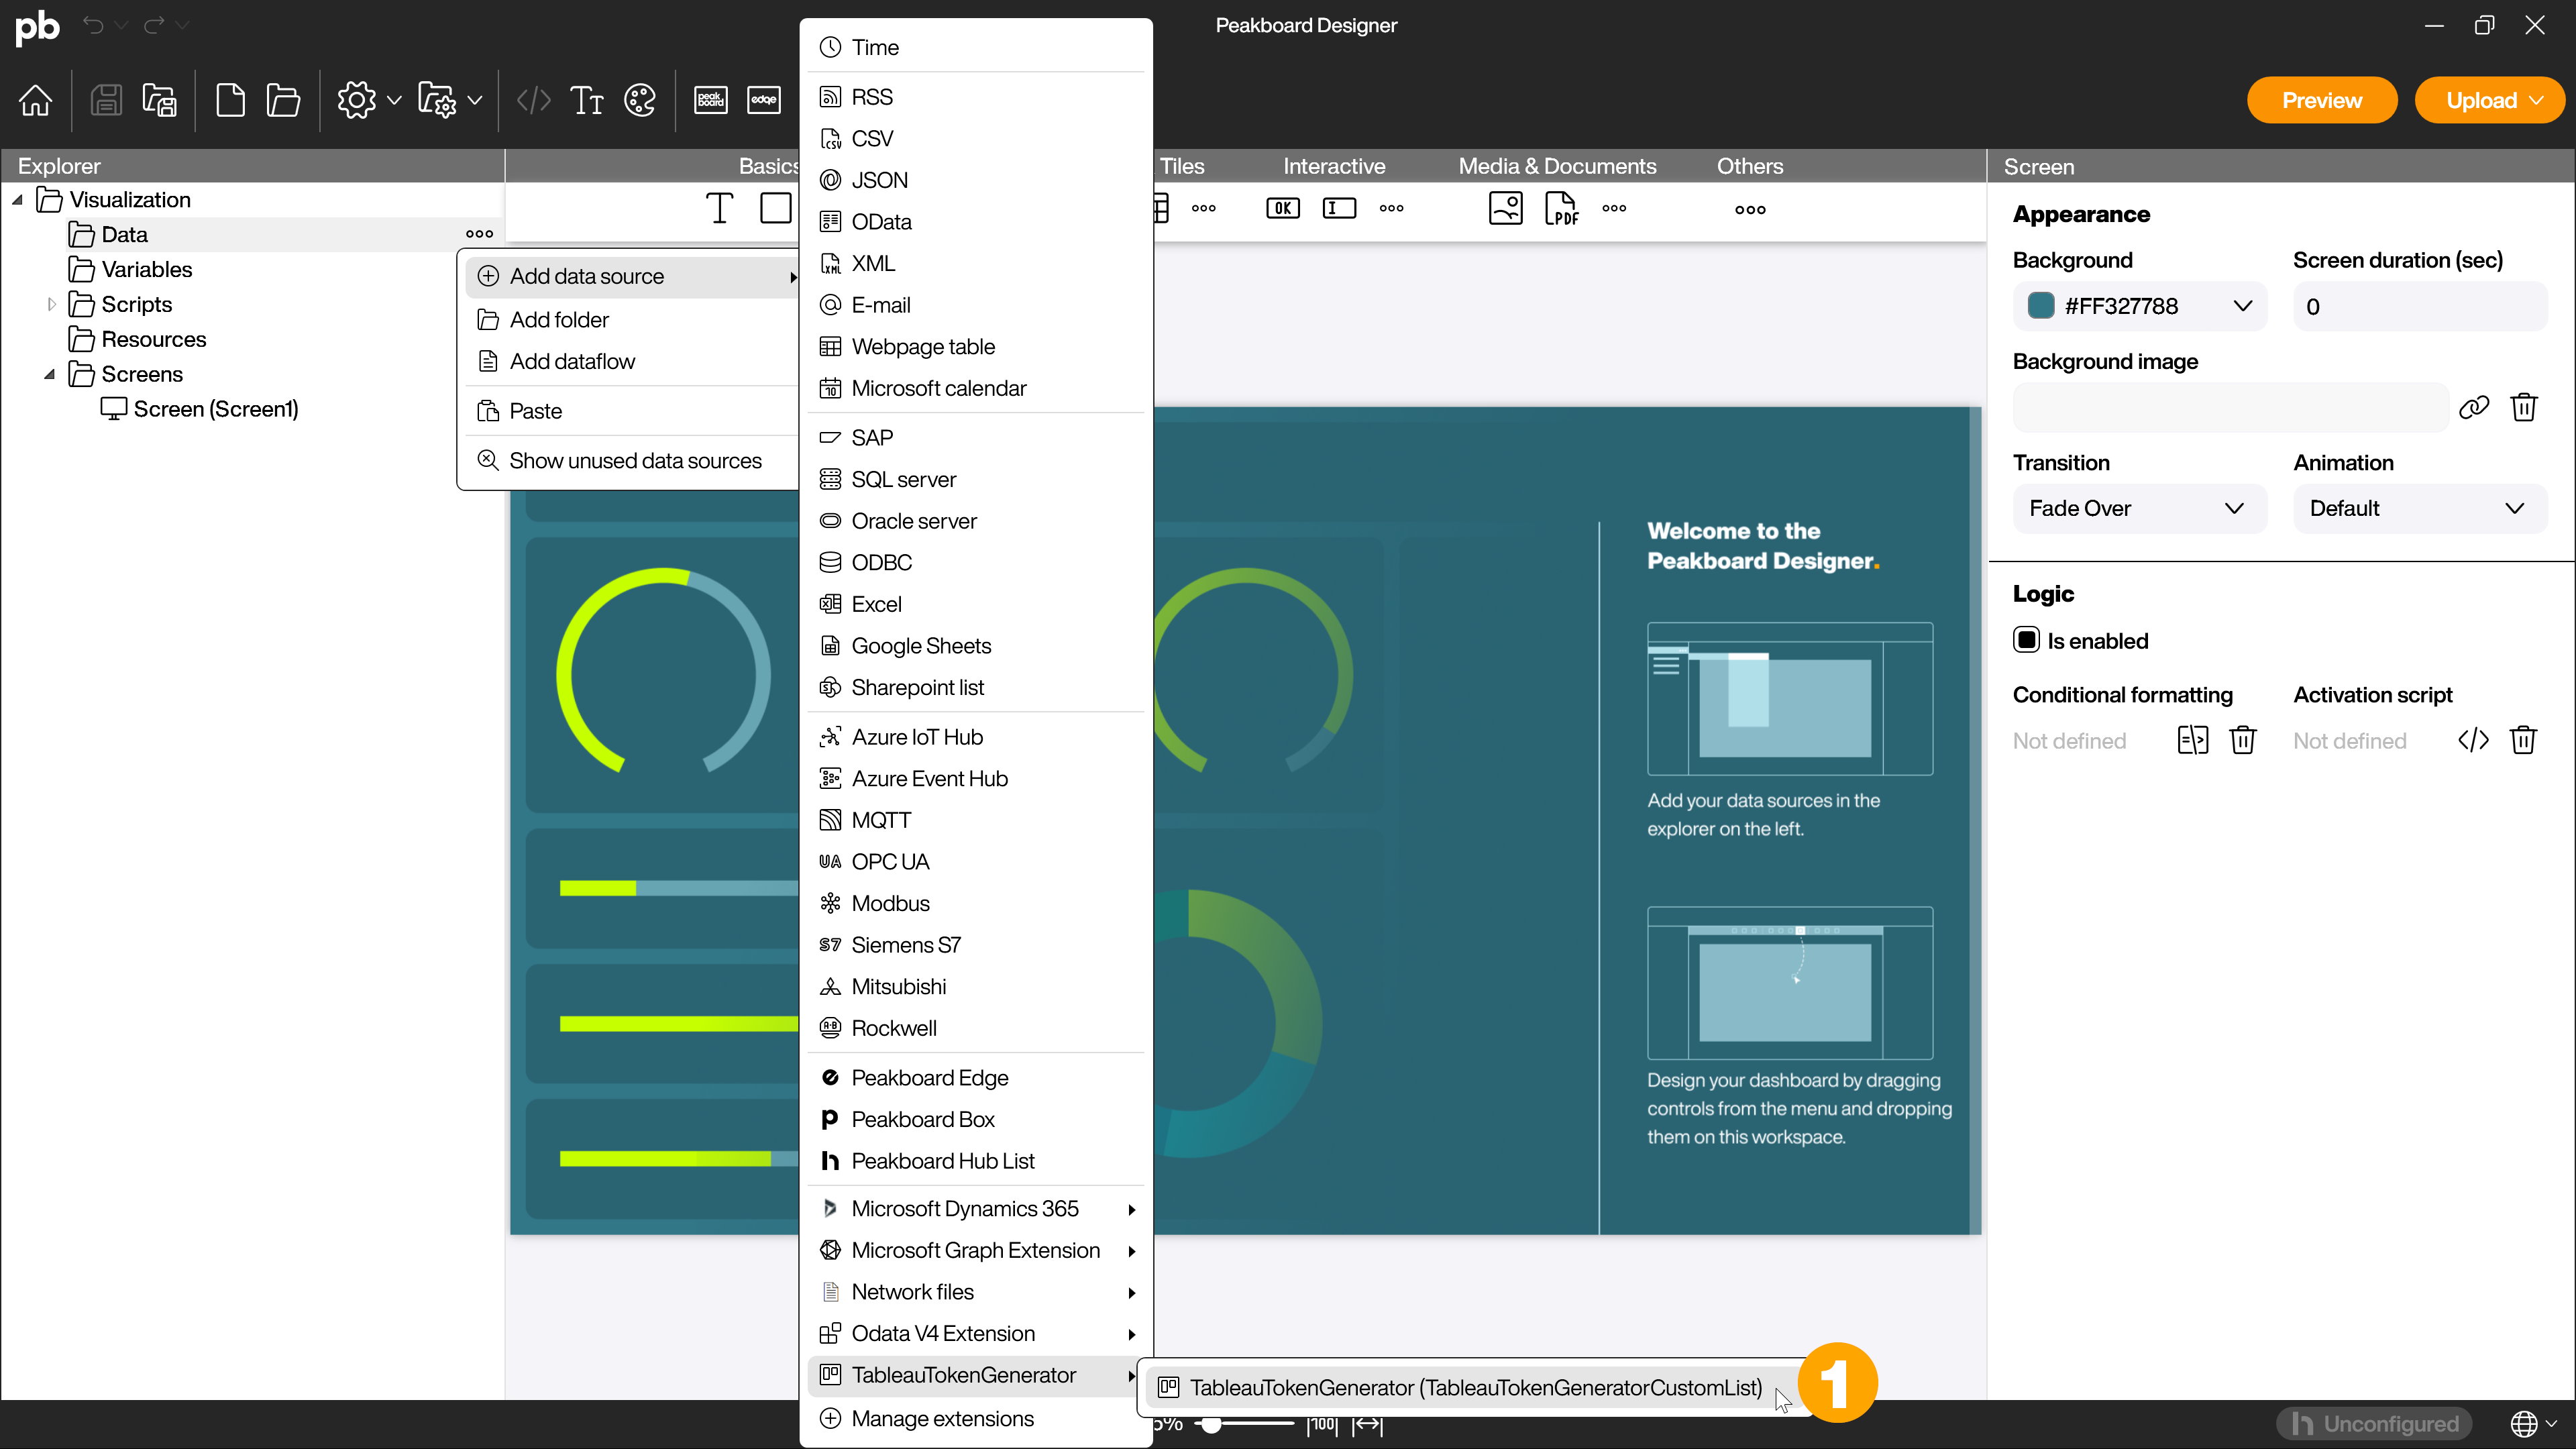 pb
Peakboard Designer
peak
board
edge
Preview
Upload
Explorer
Basics
Tiles
Interactive
Media & Documents
Others
Screen
Visualization
Data
Variables
Scripts
Resources
Screens
Screen (Screen1)
Add data source
Add folder
Add dataflow
Paste
Show unused data sources
Time
RSS
CSV
JSON
OData
XML
E-mail
Webpage table
Microsoft calendar
SAP
SQL server
Oracle server
ODBC
Excel
Google Sheets
Sharepoint list
Azure IoT Hub
Azure Event Hub
MQTT
OPC UA
Modbus
Siemens S7
Mitsubishi
Rockwell
Peakboard Edge
Peakboard Box
Peakboard Hub List
Microsoft Dynamics 365
Microsoft Graph Extension
Network files
Odata V4 Extension
TableauTokenGenerator
Manage extensions
TableauTokenGenerator (TableauTokenGeneratorCustomList)
1
OK
PDF
Welcome to the
Peakboard Designer.
Add your data sources in the
explorer on the left.
Design your dashboard by dragging
controls from the menu and dropping
them on this workspace.
Appearance
Background
Screen duration (sec)
#FF327788
0
Background image
Transition
Animation
Fade Over
Default
Logic
Is enabled
Conditional formatting
Activation script
Not defined
Not defined
5%
100
Unconfigured